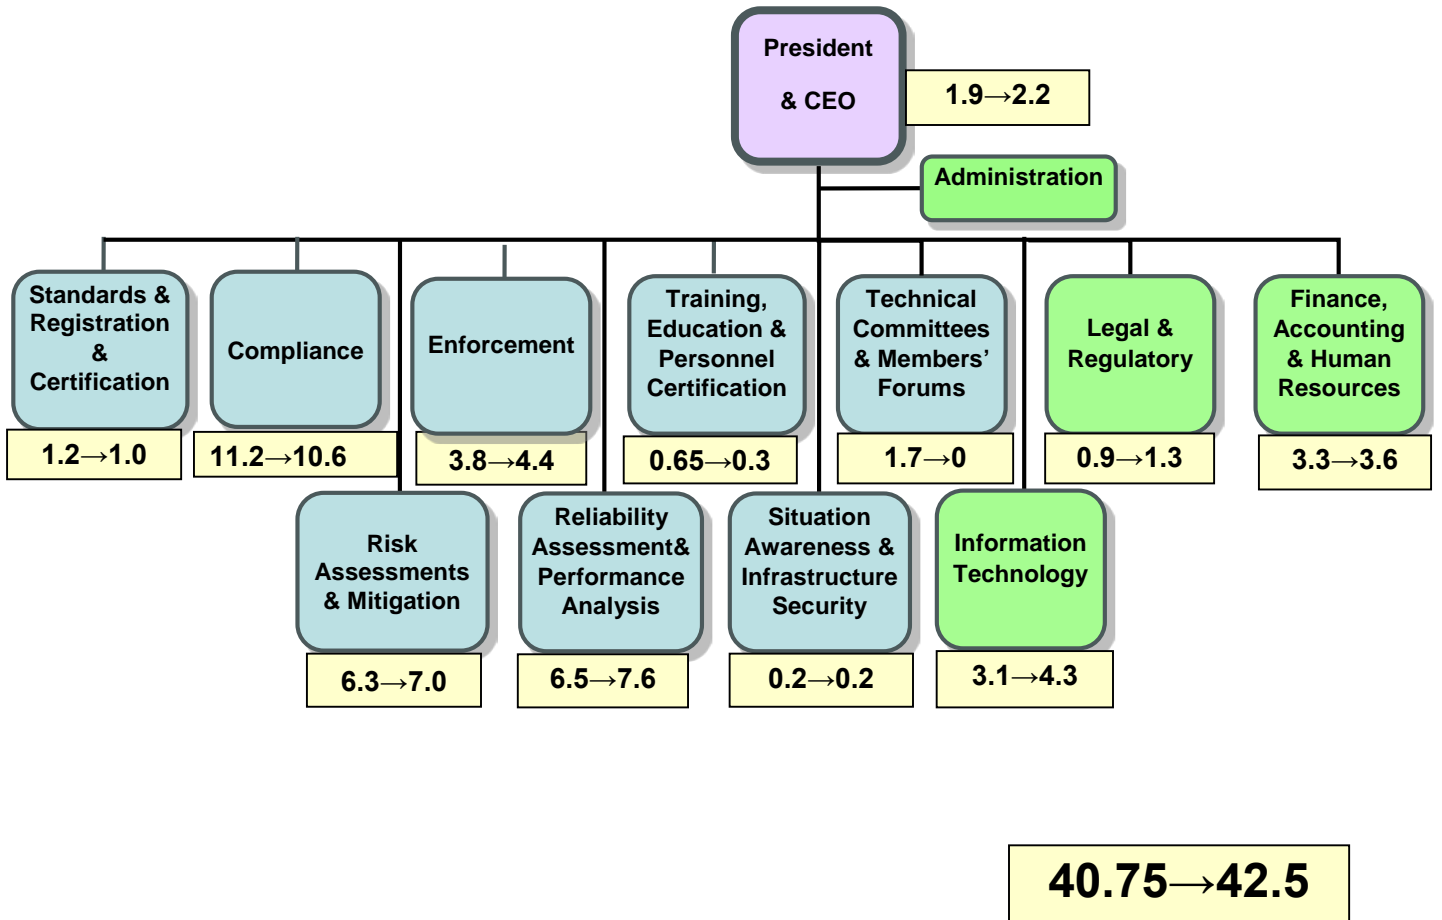 President
& CEO
1.9→2.2
Administration
Standards &
Registration
&
Certification
1.2→1.0
Compliance
11.2→10.6
Enforcement
3.8→4.4
Training,
Education &
Personnel
Certification
0.65→0.3
Technical
Committees
& Members’
Forums
1.7→0
Legal &
Regulatory
0.9→1.3
Finance,
Accounting
& Human
Resources
3.3→3.6
Risk
Assessments
& Mitigation
6.3→7.0
Reliability
Assessment&
Performance
Analysis
6.5→7.6
Situation
Awareness &
Infrastructure
Security
0.2→0.2
Information
Technology
3.1→4.3
40.75→42.5